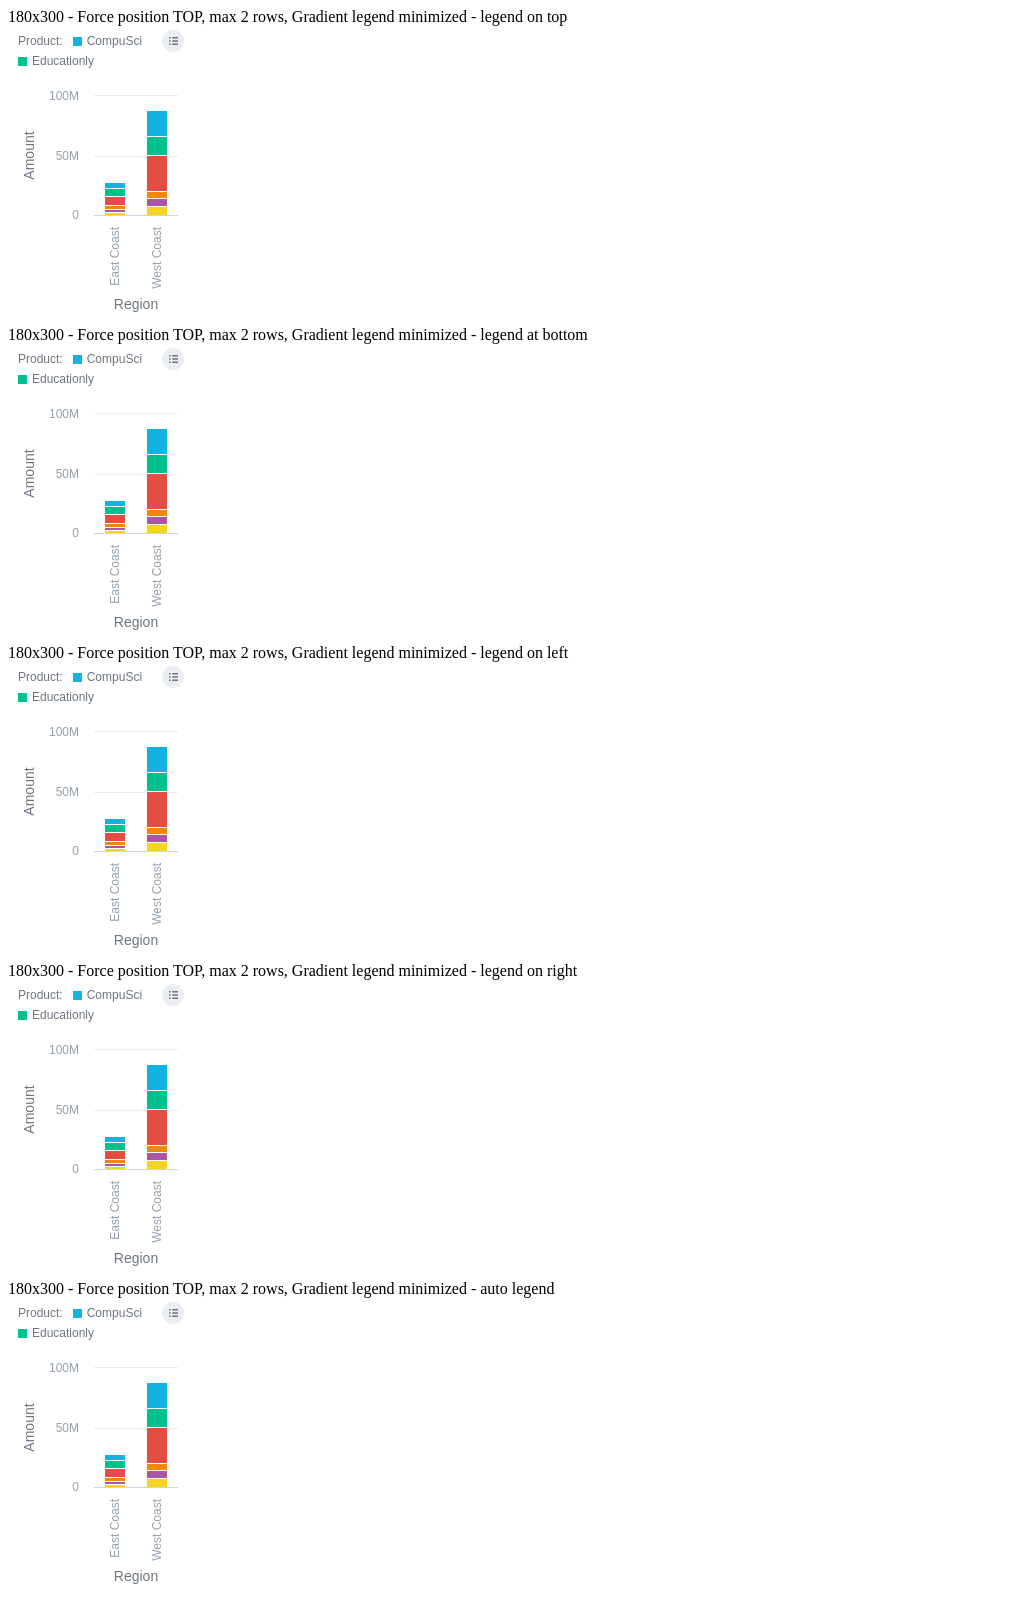 180x300 - Force position TOP, max 2 rows, Gradient legend - legend on top
Product: CompuSci
Educationly
100M
50M
0
Amount
East Coast
West Coast
Region
180x300 - Force position TOP, max 2 rows, Gradient legend minimized - legend at bottom
Product: CompuSci
Educationly
100M
50M
0
Amount
East Coast
West Coast
Region
180x300 - Force position TOP, max 2 rows, Gradient legend minimized - legend on left
Product: CompuSci
Educationly
100M
50M
0
Amount
East Coast
West Coast
Region
180x300 - Force position TOP, max 2 rows, Gradient legend minimized - legend on right
Product: CompuSci
Educationly
100M
50M
0
Amount
East Coast
West Coast
Region
180x300 - Force position TOP, max 2 rows, Gradient legend minimized - auto legend
Product: CompuSci
Educationly
100M
50M
0
Amount
East Coast
West Coast
Region